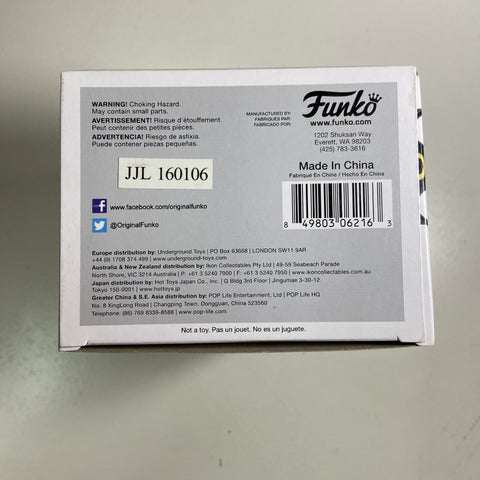 WARNING! Choking Hazard.
May contain small parts.
AVERTISSEMENT! Risque d'étouffement.
Peut contenir des petites pièces.
ADVERTENCIA! Riesgo de asfixia.
Puede contener piezas pequeñas.
JJL 160106
www.facebook.com/originalfunko
@OriginalFunko
MANUFACTURED BY:
FABRIQUÉS PAR:
FABRICADO POR:
Funko
www.funko.com
1202 Shuksan Way
Everett, WA 98203
(425) 783-3616
Made In China
Fabriqué En Chine / Hecho En China
8 49803 06216 3
Europe distribution by: Underground Toys | PO BOX 63668 | LONDON SW11 9AR
+44 (0) 1708 374 499 | www.underground-toys.com
Australia & New Zealand distribution by: Ikon Collectables Pty Ltd | 49-59 Seabeach Parade
North Shore, VIC 3214 Australia | P: +61 3 5240 7900 | F: +61 3 5240 7950 | www.ikoncollectables.com
Japan distribution by: Hot Toys Japan Co., Inc. | G Bldg 3rd Floor | Jingumae 3-30-12
Tokyo 150-0001 | www.hottoys.jp
Greater China & S.E. Asia distribution by: POP Life Entertainment, Ltd | POP Life HQ
No. 8 XingLong Road | Changping Town, Dongguan, China 523560
Telephone: (86) 769 8339-8588 | www.pop-life.com
Not a toy. Pas un jouet. No es un juguete.